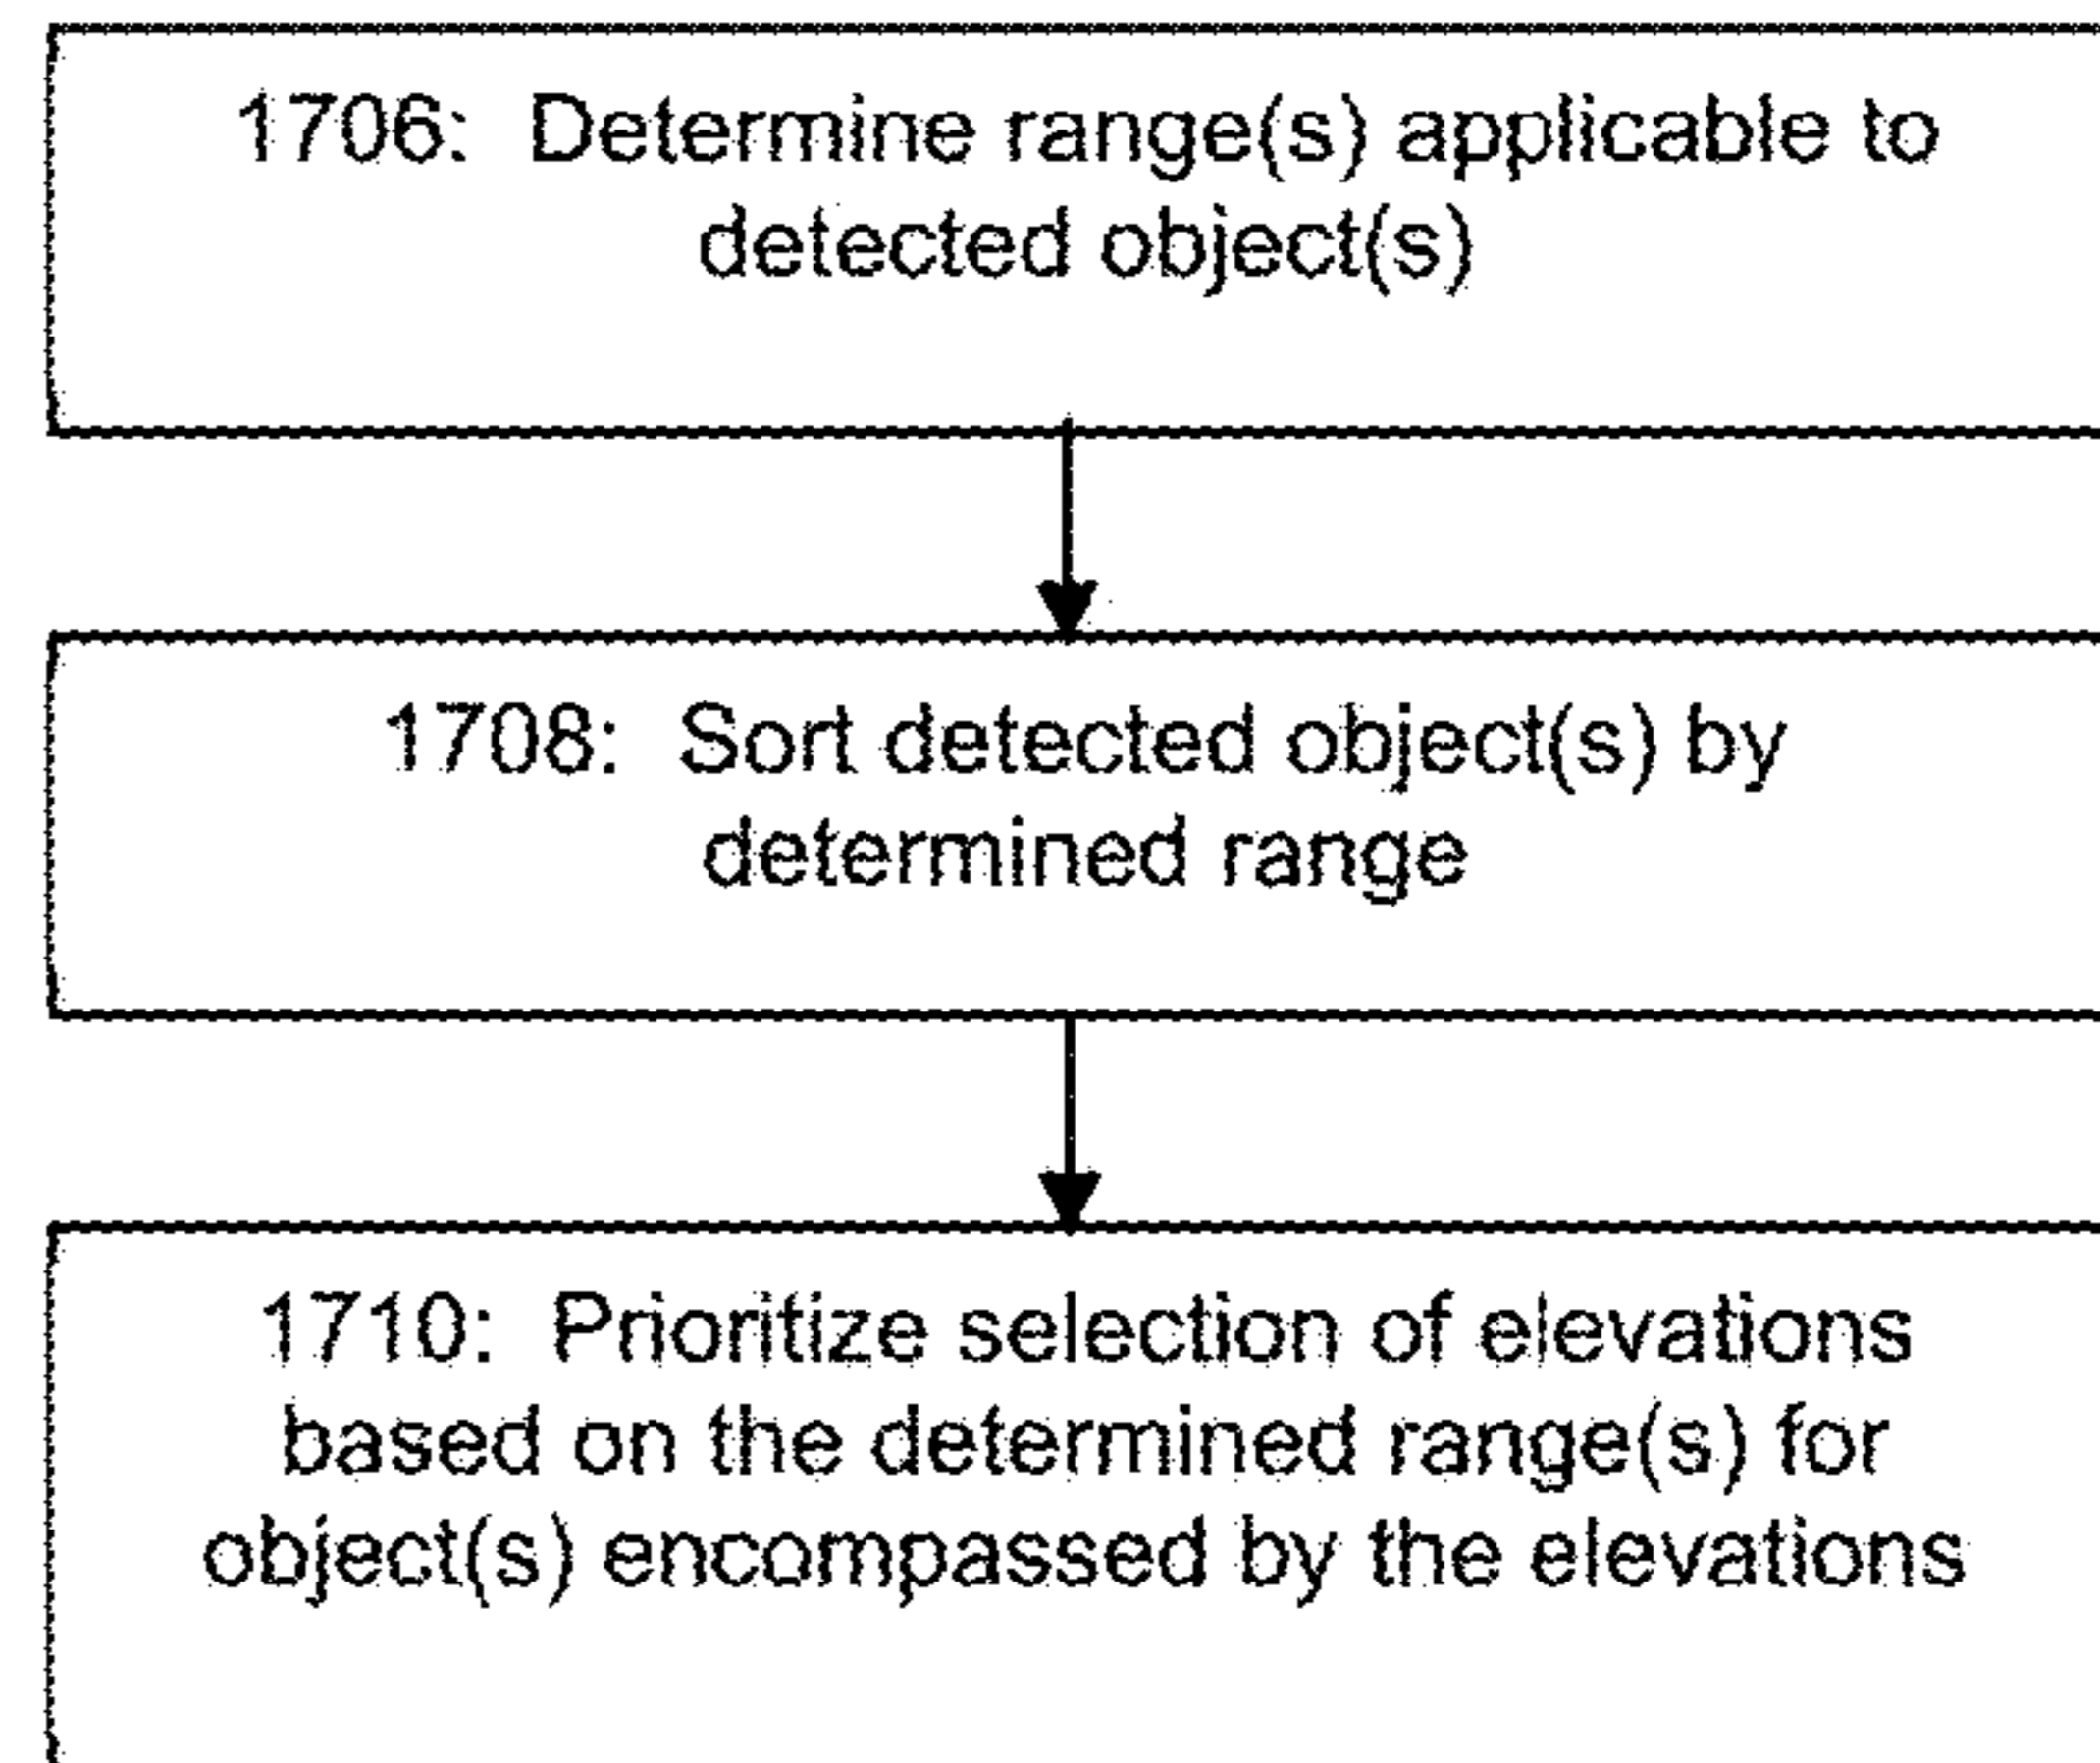 1706:  Determine range(s) applicable to
detected object(s)
1708:  Sort detected object(s) by
determined range
1710:  Prioritize selection of elevations
based on the determined range(s) for
object(s) encompassed by the elevations